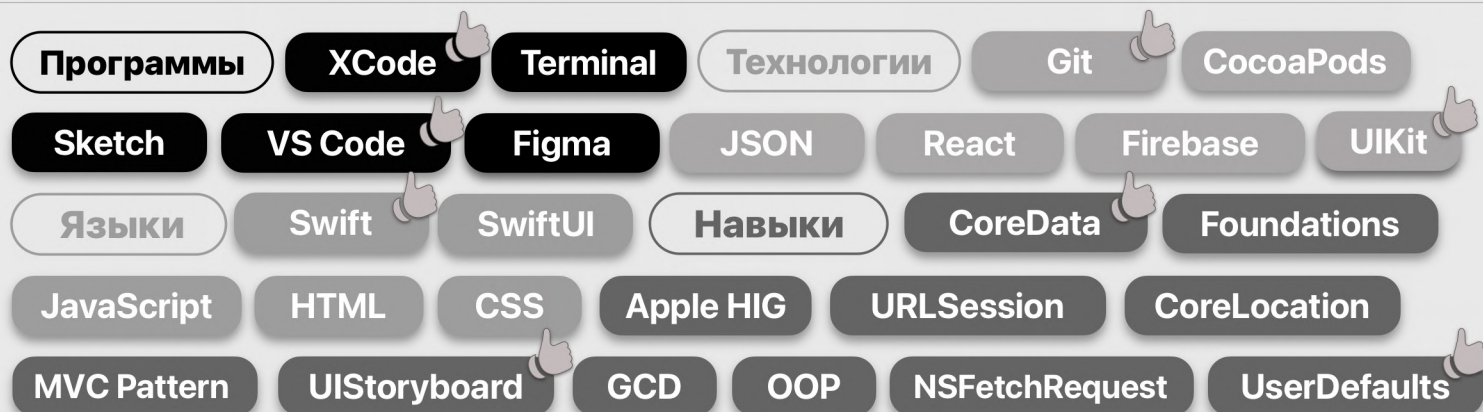 Программы XCode Terminal Технологии Git CocoaPods
Sketch VS Code Figma JSON React Firebase UIKit
Языки Swift SwiftUI Навыки CoreData Foundations
JavaScript HTML CSS Apple HIG URLSession CoreLocation
MVC Pattern UIStoryboard GCD OOP NSFetchRequest UserDefaults